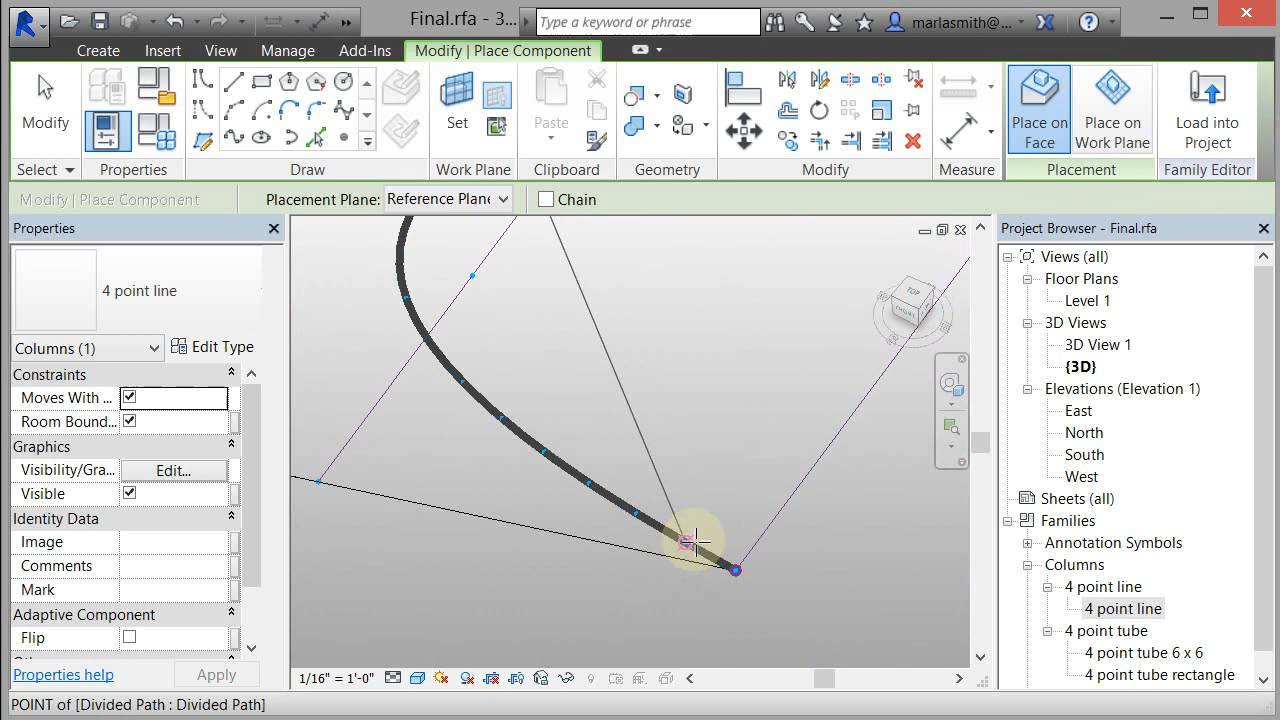 Final.rfa - 3...
Type a keyword or phrase
marlasmith@...
Create Insert View Manage Add-Ins Modify | Place Component
Modify
Set
Paste
Place on Face
Place on Work Plane
Load into Project
Select Properties Draw Work Plane Clipboard Geometry Modify Measure Placement Family Editor
Modify | Place Component
Placement Plane: Reference Plane
Chain
Properties
Project Browser - Final.rfa
4 point line
Columns (1)
Edit Type
Constraints
Moves With ...
Room Bound...
Graphics
Visibility/Gra...
Edit...
Visible
Identity Data
Image
Comments
Mark
Adaptive Component
Flip
Properties help
Apply
TOP
FRONT
Views (all)
Floor Plans
Level 1
3D Views
3D View 1
{3D}
Elevations (Elevation 1)
East
North
South
West
Sheets (all)
Families
Annotation Symbols
Columns
4 point line
4 point line
4 point tube
4 point tube 6 x 6
4 point tube rectangle
1/16" = 1'-0"
POINT of [Divided Path : Divided Path]